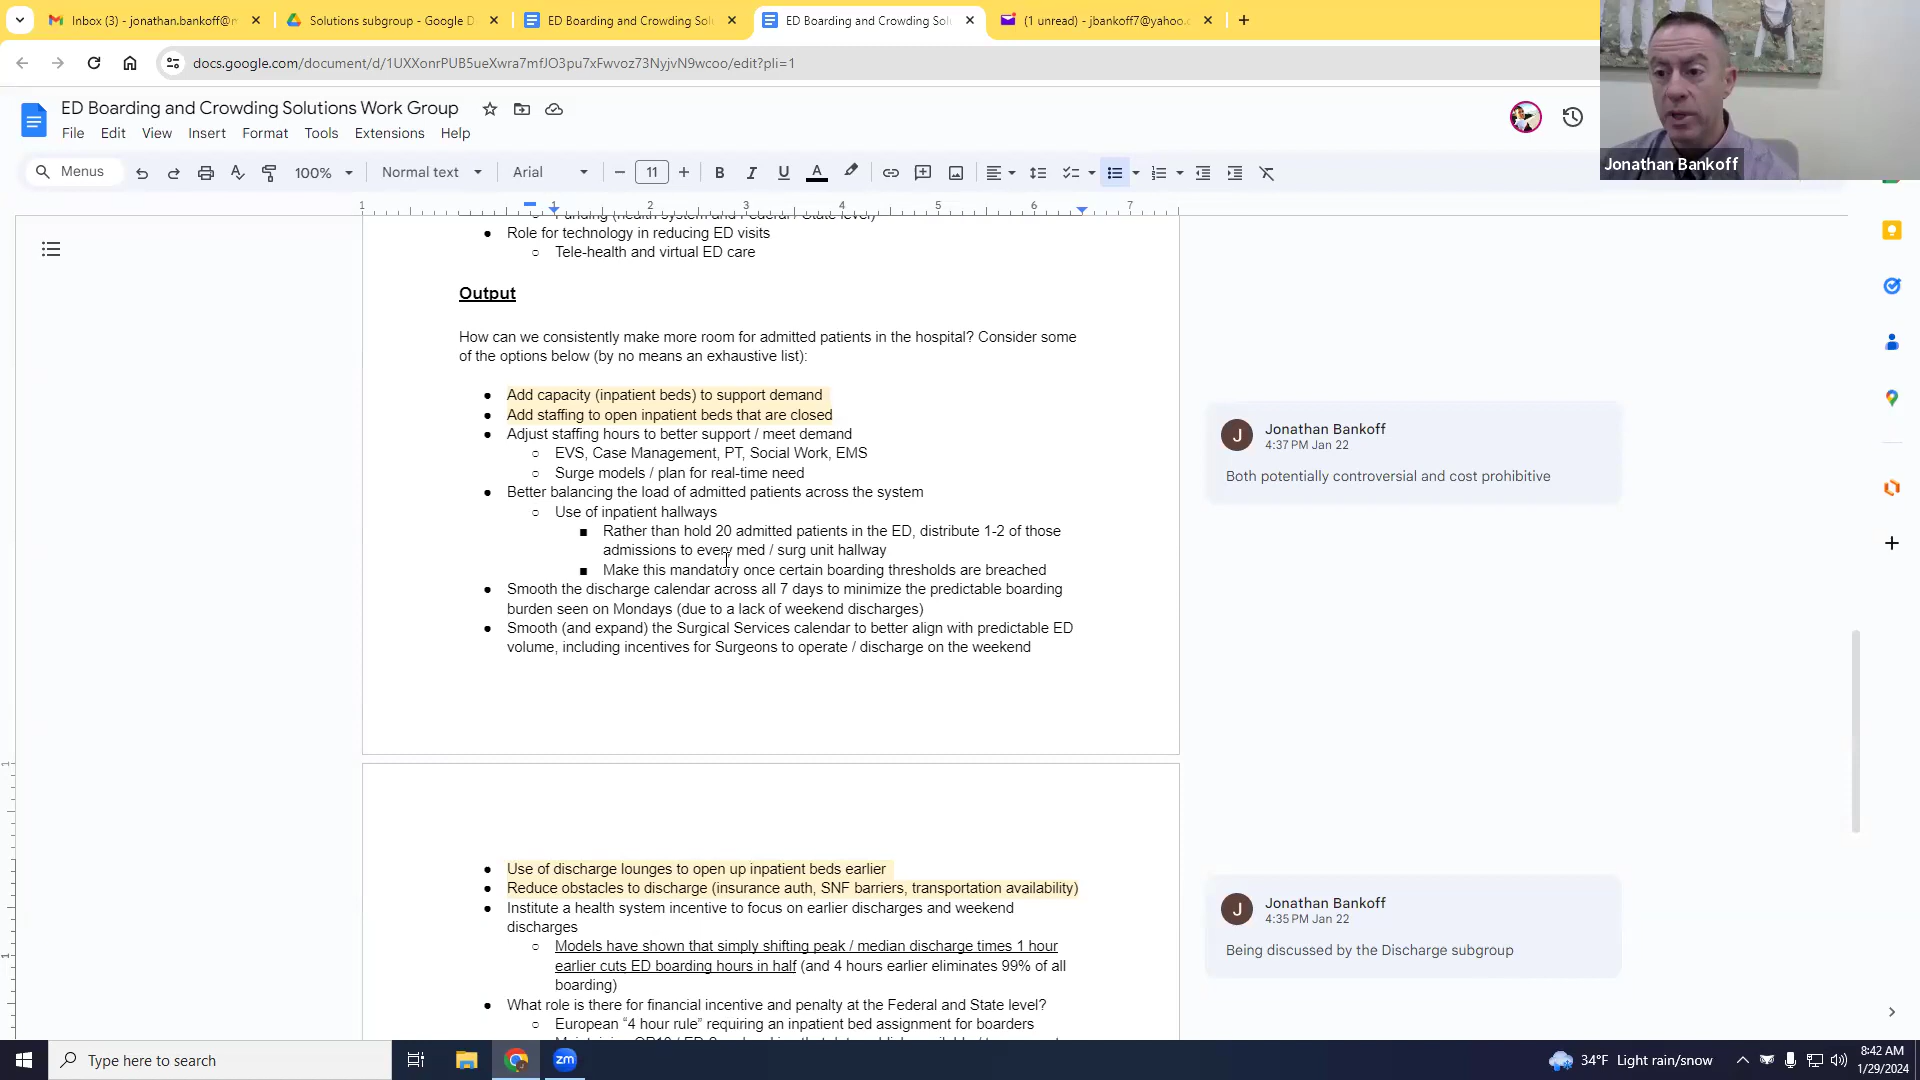 Inbox (3) - jonathan.bankoff@m
Solutions subgroup - Google D
ED Boarding and Crowding Solu
ED Boarding and Crowding Solu
(1 unread) - jbankoff7@yahoo.c
docs.google.com/document/d/1UXXonrPUB5ueXwra7mfJO3pu7xFwvoz73NyjvN9wcoo/edit?pli=1
ED Boarding and Crowding Solutions Work Group
File Edit View Insert Format Tools Extensions Help
Jonathan Bankoff
Menus 100% Normal text Arial 11 B I U A
1 1 2 3 4 5 6 7
Funding (health system and Federal / State level)
● Role for technology in reducing ED visits
○ Tele-health and virtual ED care
Output
How can we consistently make more room for admitted patients in the hospital? Consider some
of the options below (by no means an exhaustive list):
● Add capacity (inpatient beds) to support demand
● Add staffing to open inpatient beds that are closed
● Adjust staffing hours to better support / meet demand
○ EVS, Case Management, PT, Social Work, EMS
○ Surge models / plan for real-time need
● Better balancing the load of admitted patients across the system
○ Use of inpatient hallways
■ Rather than hold 20 admitted patients in the ED, distribute 1-2 of those
admissions to every med / surg unit hallway
■ Make this mandatory once certain boarding thresholds are breached
● Smooth the discharge calendar across all 7 days to minimize the predictable boarding
burden seen on Mondays (due to a lack of weekend discharges)
● Smooth (and expand) the Surgical Services calendar to better align with predictable ED
volume, including incentives for Surgeons to operate / discharge on the weekend
J Jonathan Bankoff
4:37 PM Jan 22
Both potentially controversial and cost prohibitive
● Use of discharge lounges to open up inpatient beds earlier
● Reduce obstacles to discharge (insurance auth, SNF barriers, transportation availability)
● Institute a health system incentive to focus on earlier discharges and weekend
discharges
○ Models have shown that simply shifting peak / median discharge times 1 hour
earlier cuts ED boarding hours in half (and 4 hours earlier eliminates 99% of all
boarding)
● What role is there for financial incentive and penalty at the Federal and State level?
○ European “4 hour rule” requiring an inpatient bed assignment for boarders
J Jonathan Bankoff
4:35 PM Jan 22
Being discussed by the Discharge subgroup
Type here to search
zm
34°F Light rain/snow
8:42 AM
1/29/2024